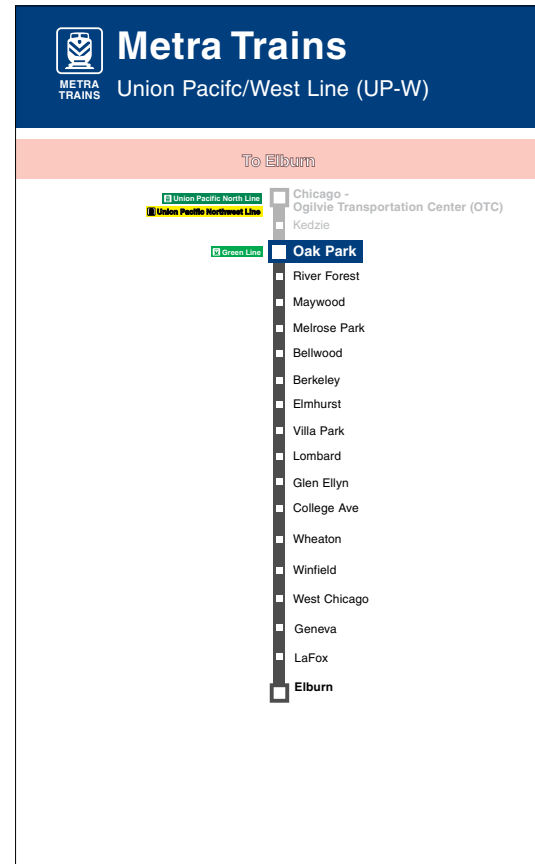 Metra Trains
METRA
TRAINS
Union Pacifc/West Line (UP-W)
To Elburn
Union Pacific North Line
Union Pacific Northwest Line
Chicago -
Ogilvie Transportation Center (OTC)
Kedzie
Green Line
Oak Park
River Forest
Maywood
Melrose Park
Bellwood
Berkeley
Elmhurst
Villa Park
Lombard
Glen Ellyn
College Ave
Wheaton
Winfield
West Chicago
Geneva
LaFox
Elburn